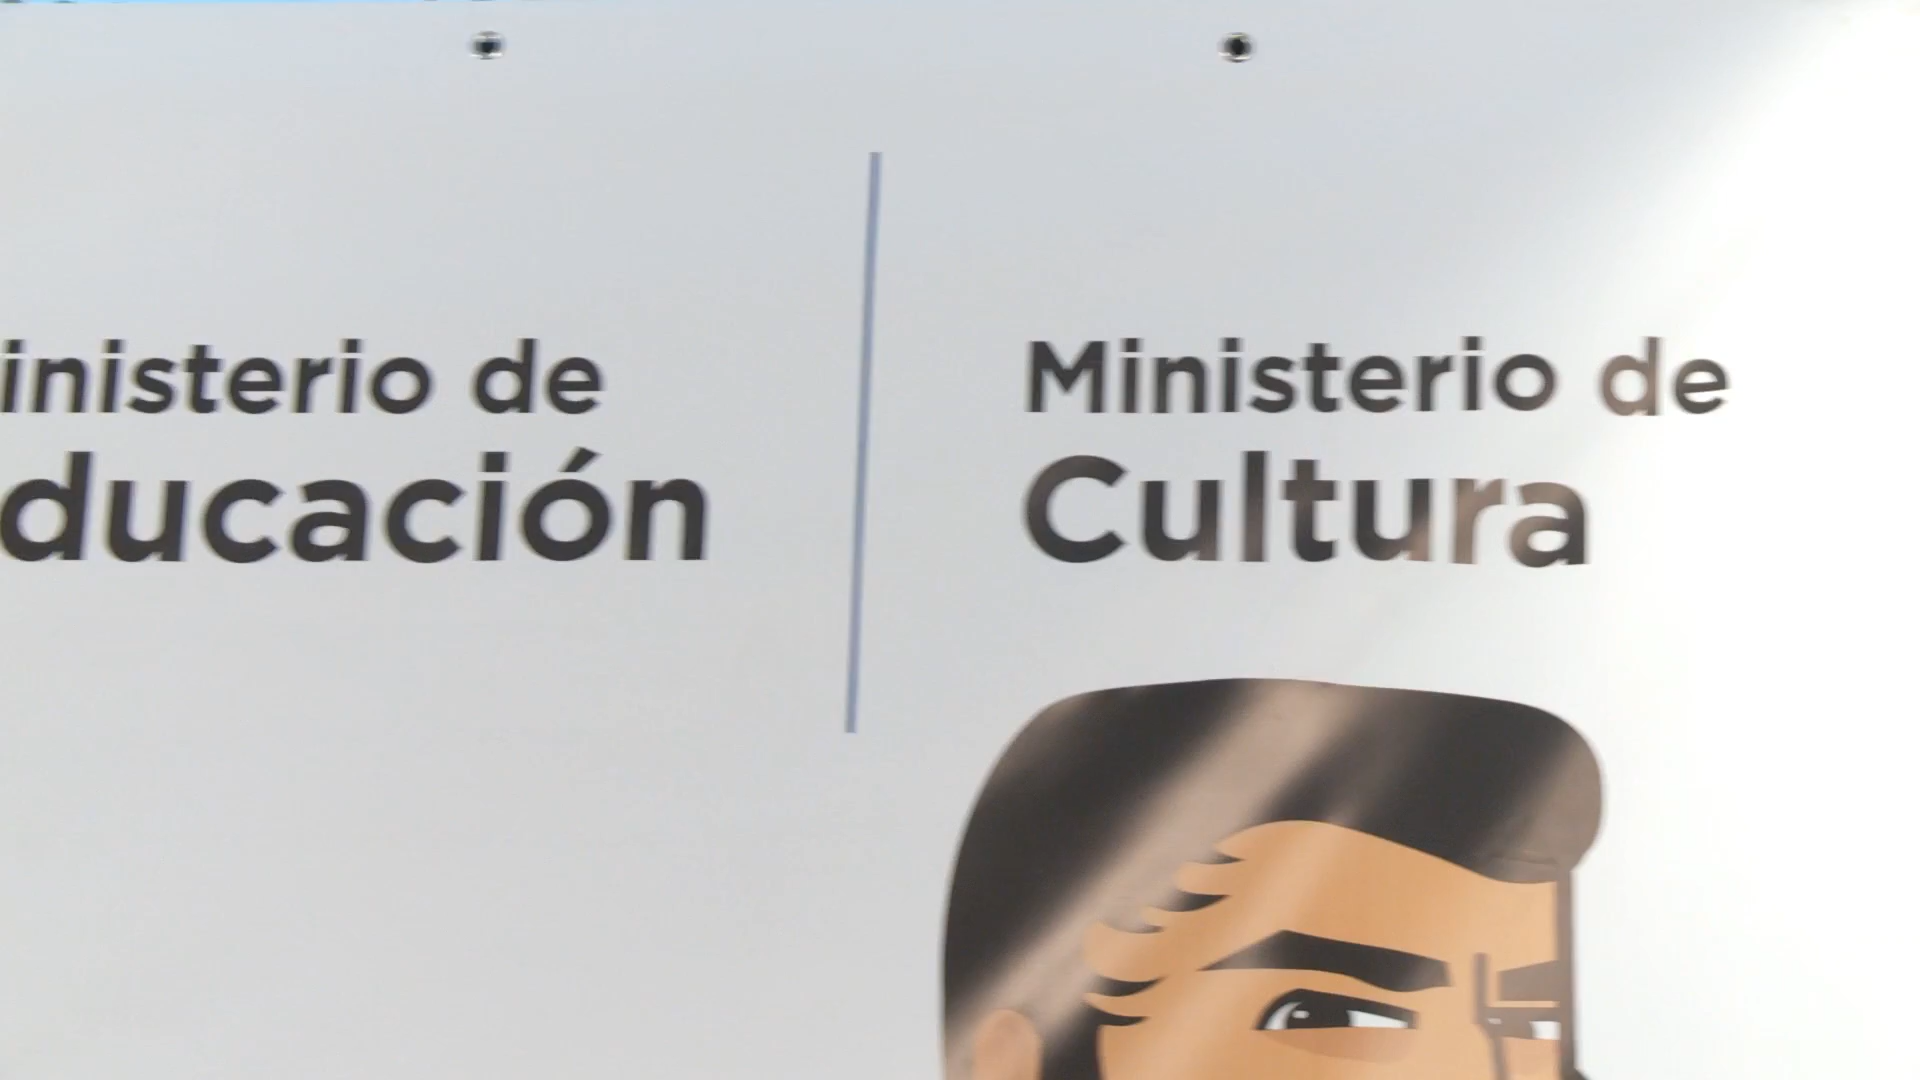 inisterio de
ducación
Ministerio de
Cultura